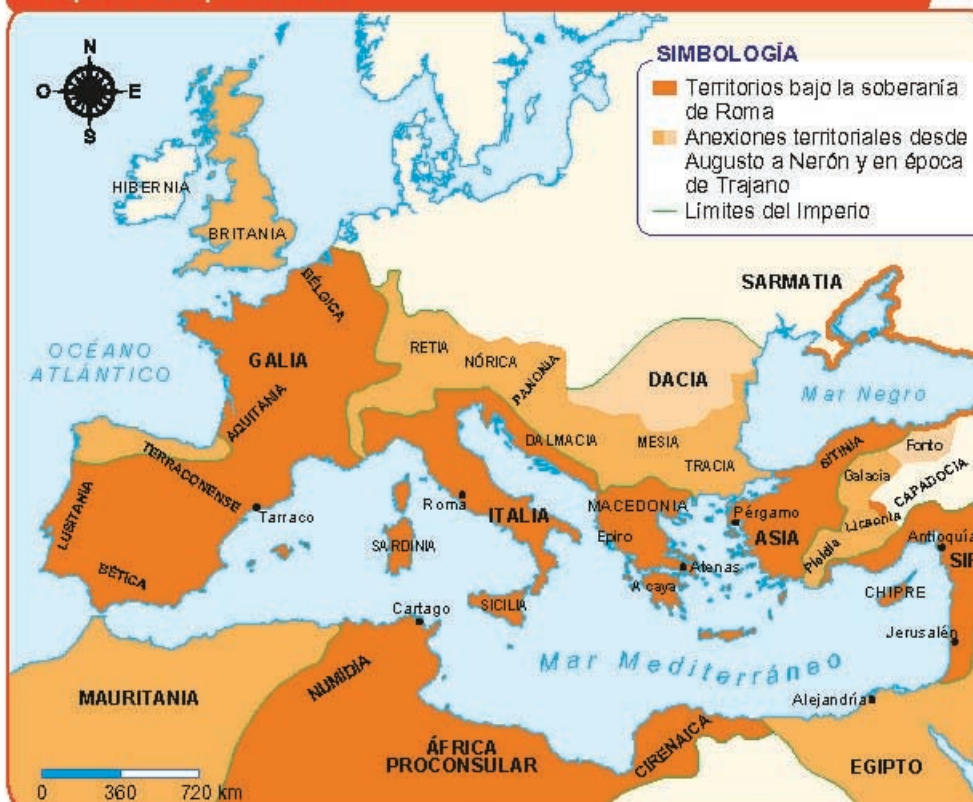 N
O
E
S
SIMBOLOGÍA
Territorios bajo la soberanía
de Roma
Anexiones territoriales desde
Augusto a Nerón y en época
de Trajano
Límites del Imperio
HIBERNIA
BRITANIA
BÉLGICA
SARMATIA
OCÉANO
ATLÁNTICO
GALIA
RETIA
NÓRICA
PANONIA
DACIA
Mar Negro
AQUITANIA
DALMACIA
MESIA
TRACIA
BITINIA
Fonto
Galacia
CAPADOCIA
LUSITANIA
TERRACONENSE
Tarraco
Roma
ITALIA
MACEDONIA
Pérgamo
Licaonia
SARDINIA
Epiro
ASIA
Antioquía
BÉTICA
Atenas
Acaya
SIR
CHIPRE
Cartago
SICILIA
Jerusalén
Mar Mediterráneo
NUMIDIA
MAURITANIA
Alejandría
ÁFRICA
PROCONSULAR
CIRENAICA
EGIPTO
0 360 720 km